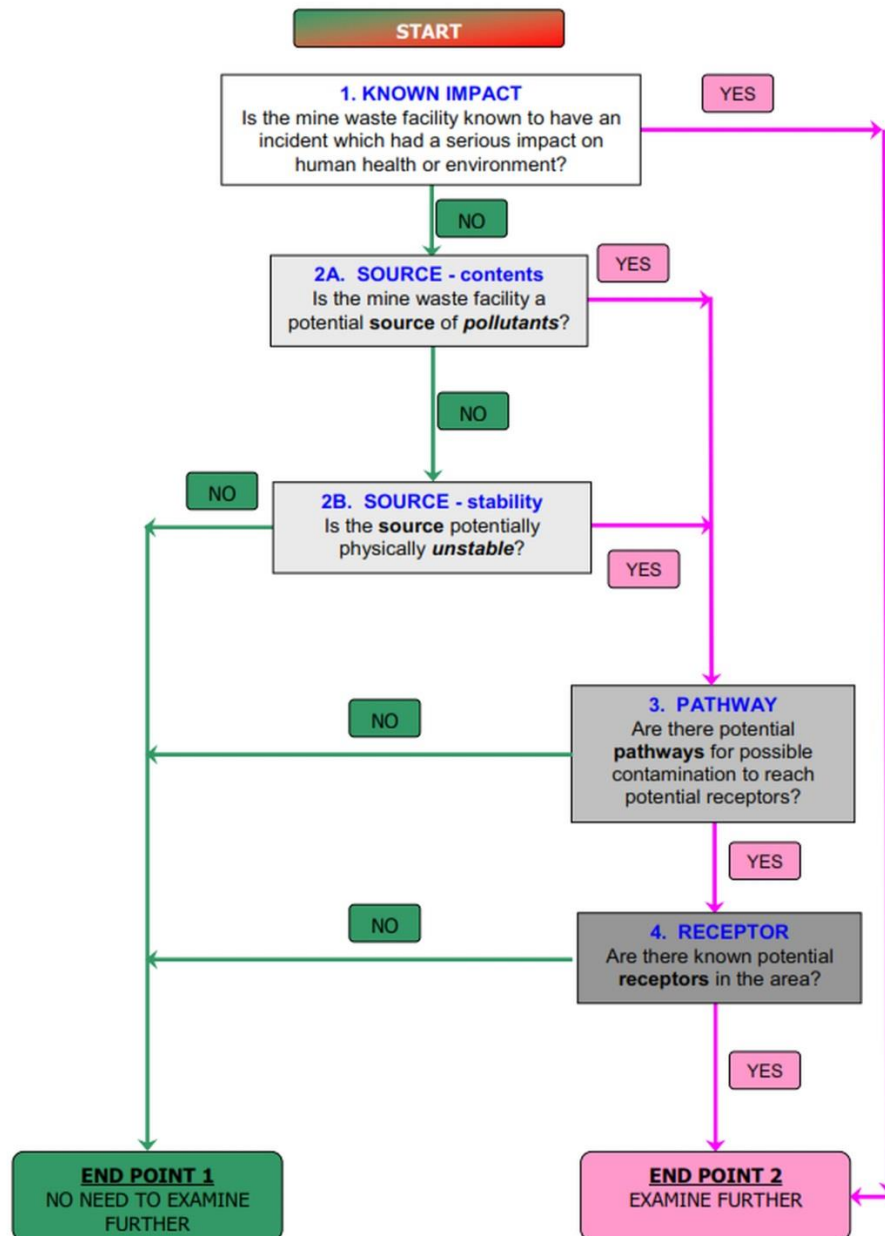 START
1. KNOWN IMPACT
Is the mine waste facility known to have an
incident which had a serious impact on
human health or environment?
YES
NO
2A. SOURCE - contents
Is the mine waste facility a
potential source of pollutants?
YES
NO
2B. SOURCE - stability
Is the source potentially
physically unstable?
NO
YES
3. PATHWAY
Are there potential
pathways for possible
contamination to reach
potential receptors?
NO
YES
4. RECEPTOR
Are there known potential
receptors in the area?
NO
YES
END POINT 1
NO NEED TO EXAMINE
FURTHER
END POINT 2
EXAMINE FURTHER